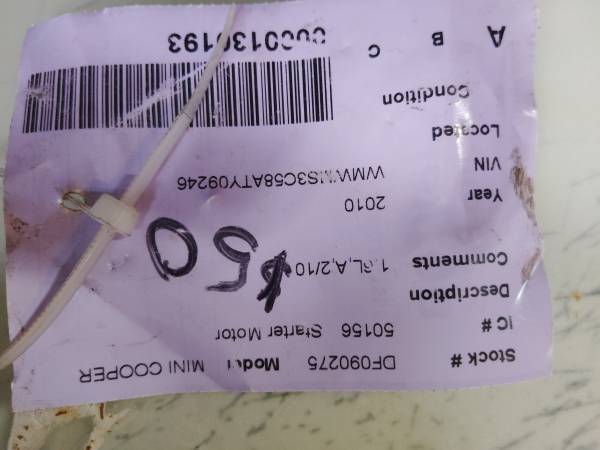 Stock # DF090275 Model MINI COOPER
IC # 50156 Starter Motor
Description
Comments 1.6L,A,2/10
$50
Year 2010
VIN
Located
Condition
A B C